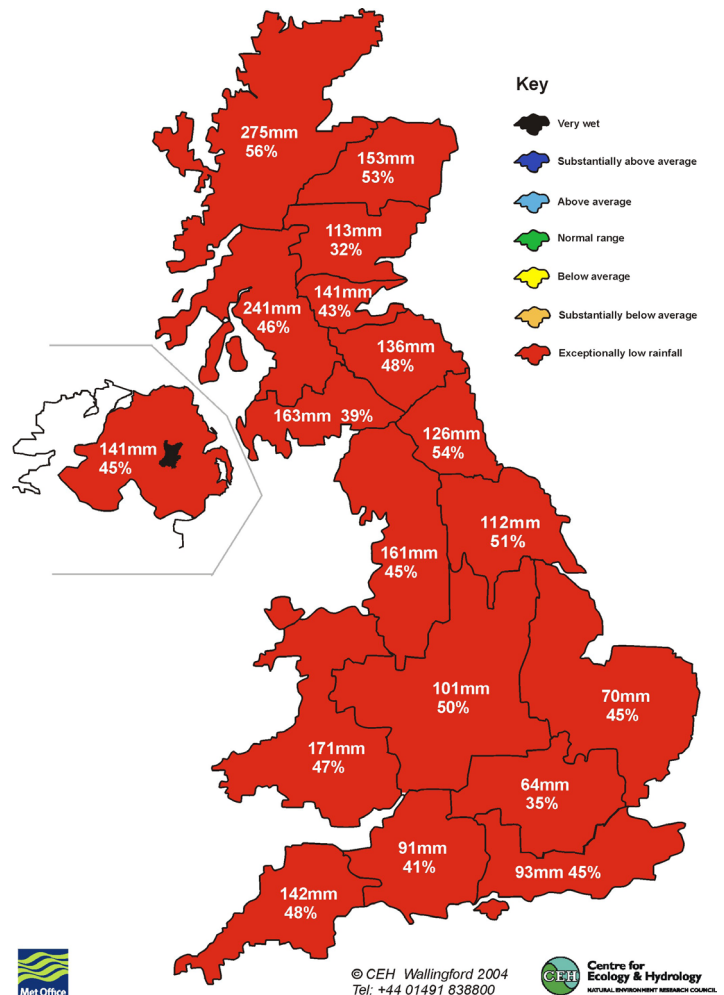 Key
Very wet
Substantially above average
Above average
Normal range
Below average
Substantially below average
Exceptionally low rainfall
275mm
56%
153mm
53%
113mm
32%
141mm
43%
241mm
46%
136mm
48%
163mm 39%
126mm
54%
141mm
45%
112mm
51%
161mm
45%
101mm
50%
70mm
45%
171mm
47%
64mm
35%
91mm
41%
93mm 45%
142mm
48%
Met Office
© CEH Wallingford 2004
Tel: +44 01491 838800
CEH
Centre for
Ecology & Hydrology
NATURAL ENVIRONMENT RESEARCH COUNCIL